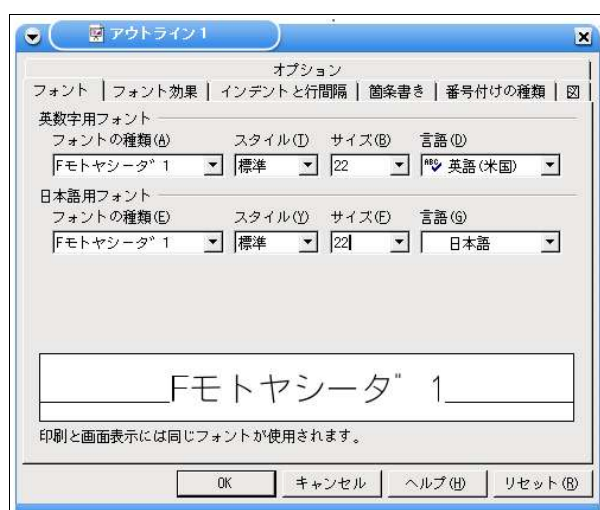 アウトライン 1
オプション
フォント フォント効果 インデントと行間隔 箇条書き 番号付けの種類 図
英数字用フォント
フォントの種類(A) スタイル(T) サイズ(B) 言語(D)
Fモトヤシータ゛ 1 標準 22 ABC 英語(米国)
日本語用フォント
フォントの種類(E) スタイル(Y) サイズ(F) 言語(G)
Fモトヤシータ゛ 1 標準 22 日本語
Fモトヤシータ゛ 1
印刷と画面表示には同じフォントが使用されます。
OK キャンセル ヘルプ(H) リセット(R)